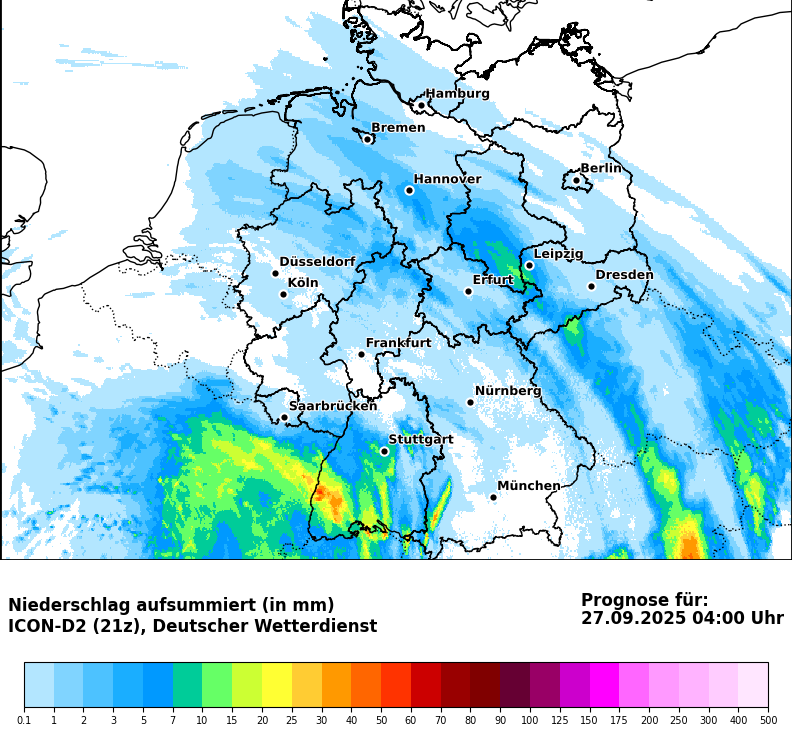 Hamburg
Bremen
Berlin
Hannover
Leipzig
Düsseldorf
Dresden
Köln
Erfurt
Frankfurt
Nürnberg
Saarbrücken
Stuttgart
München
Niederschlag aufsummiert (in mm)
ICON-D2 (21z), Deutscher Wetterdienst
Prognose für:
27.09.2025 04:00 Uhr
0.1 1 2 3 5 7 10 15 20 25 30 40 50 60 70 80 90 100 125 150 175 200 250 300 400 500